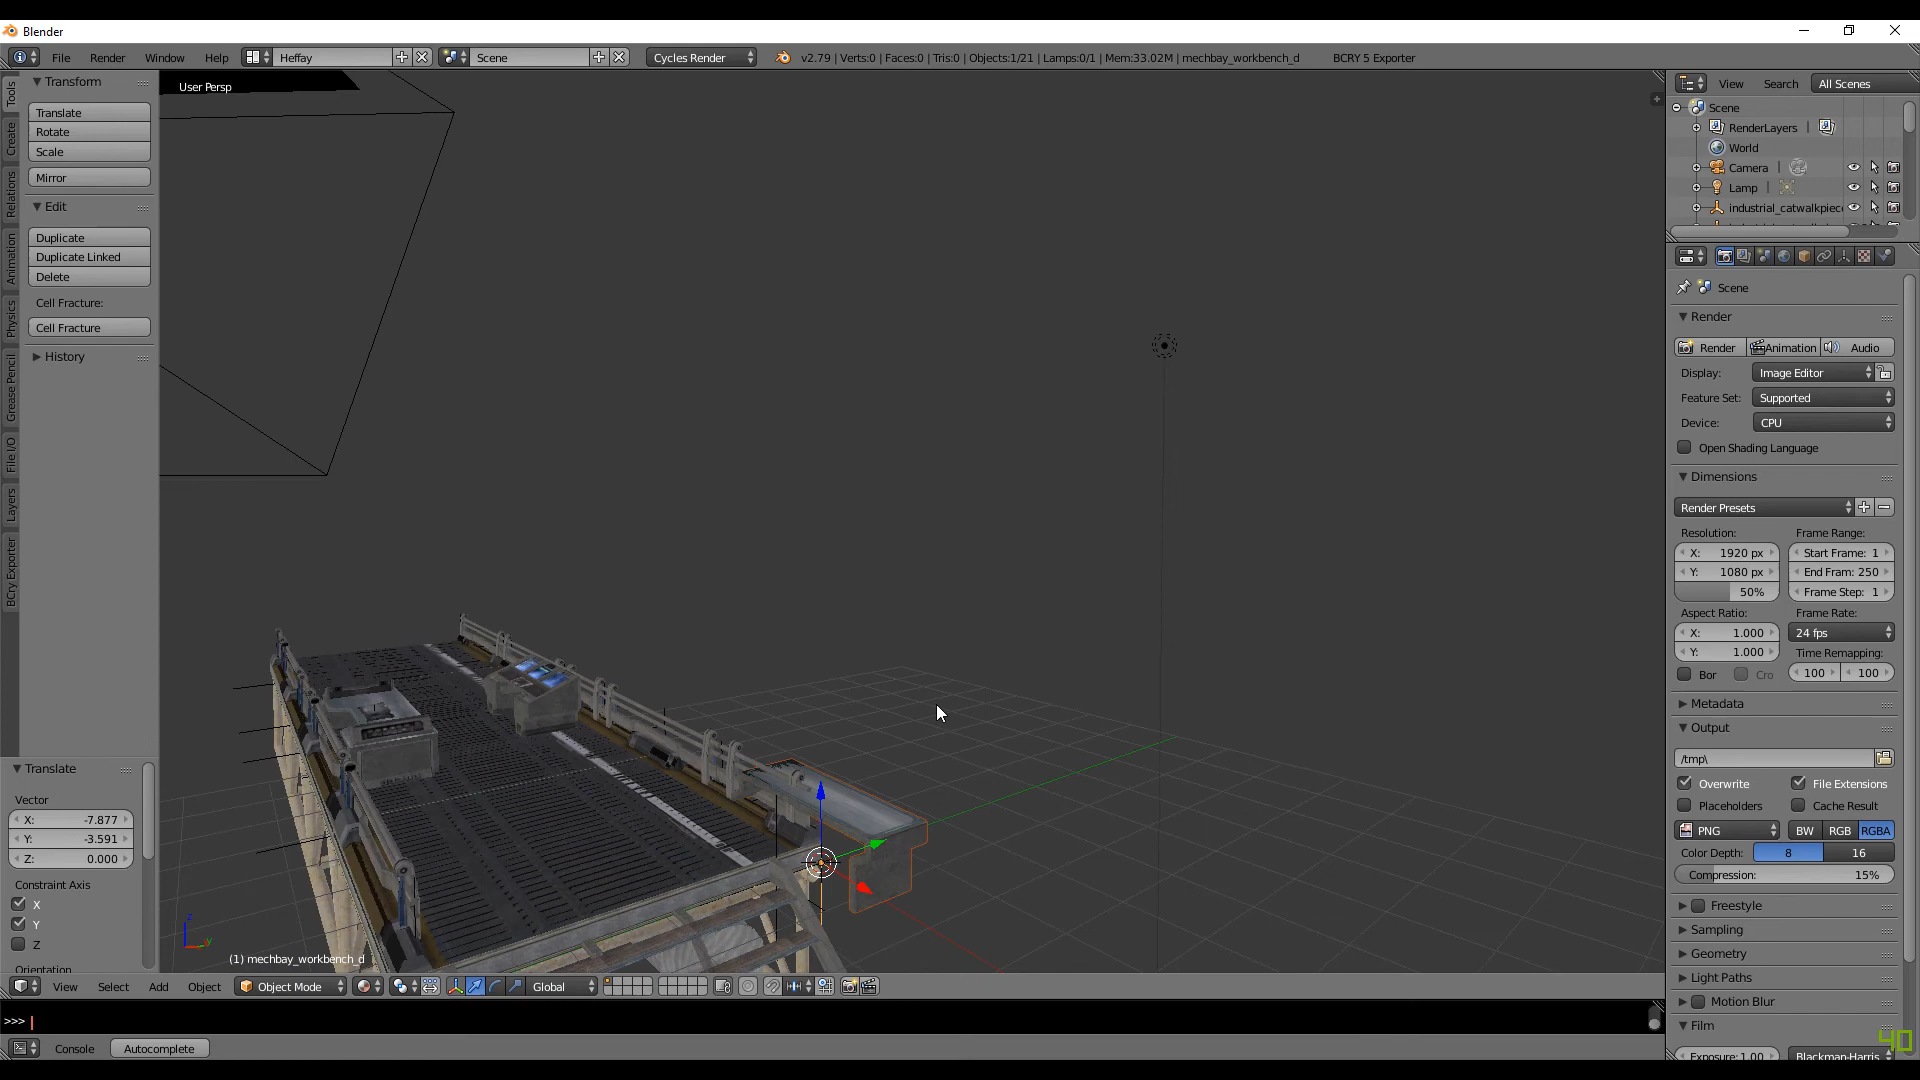 Blender
File Render Window Help Heffay Scene Cycles Render v2.79 | Verts:0 | Faces:0 | Tris:0 | Objects:1/21 | Lamps:0/1 | Mem:33.02M | mechbay_workbench_d BCRY 5 Exporter
Tools
Create
Relations
Animation
Physics
Grease Pencil
File I/O
Layers
BCry Exporter
Transform
Translate
Rotate
Scale
Mirror
Edit
Duplicate
Duplicate Linked
Delete
Cell Fracture:
Cell Fracture
History
Translate
Vector
X: -7.877
Y: -3.591
Z: 0.000
Constraint Axis
X
Y
Z
Orientation
User Persp
(1) mechbay_workbench_d
View Select Add Object Object Mode Global
>>>
Console Autocomplete
View Search All Scenes
Scene
RenderLayers |
World
Camera |
Lamp |
industrial_catwalkpiec
Scene
Render
Render Animation Audio
Display: Image Editor
Feature Set: Supported
Device: CPU
Open Shading Language
Dimensions
Render Presets
Resolution: Frame Range:
X: 1920 px Start Frame: 1
Y: 1080 px End Fram: 250
50% Frame Step: 1
Aspect Ratio: Frame Rate:
X: 1.000 24 fps
Y: 1.000 Time Remapping:
Bor Cro 100 100
Metadata
Output
/tmp\
Overwrite File Extensions
Placeholders Cache Result
PNG BW RGB RGBA
Color Depth: 8 16
Compression: 15%
Freestyle
Sampling
Geometry
Light Paths
Motion Blur
Film
Exposure: 1.00 Blackman-Harris
40